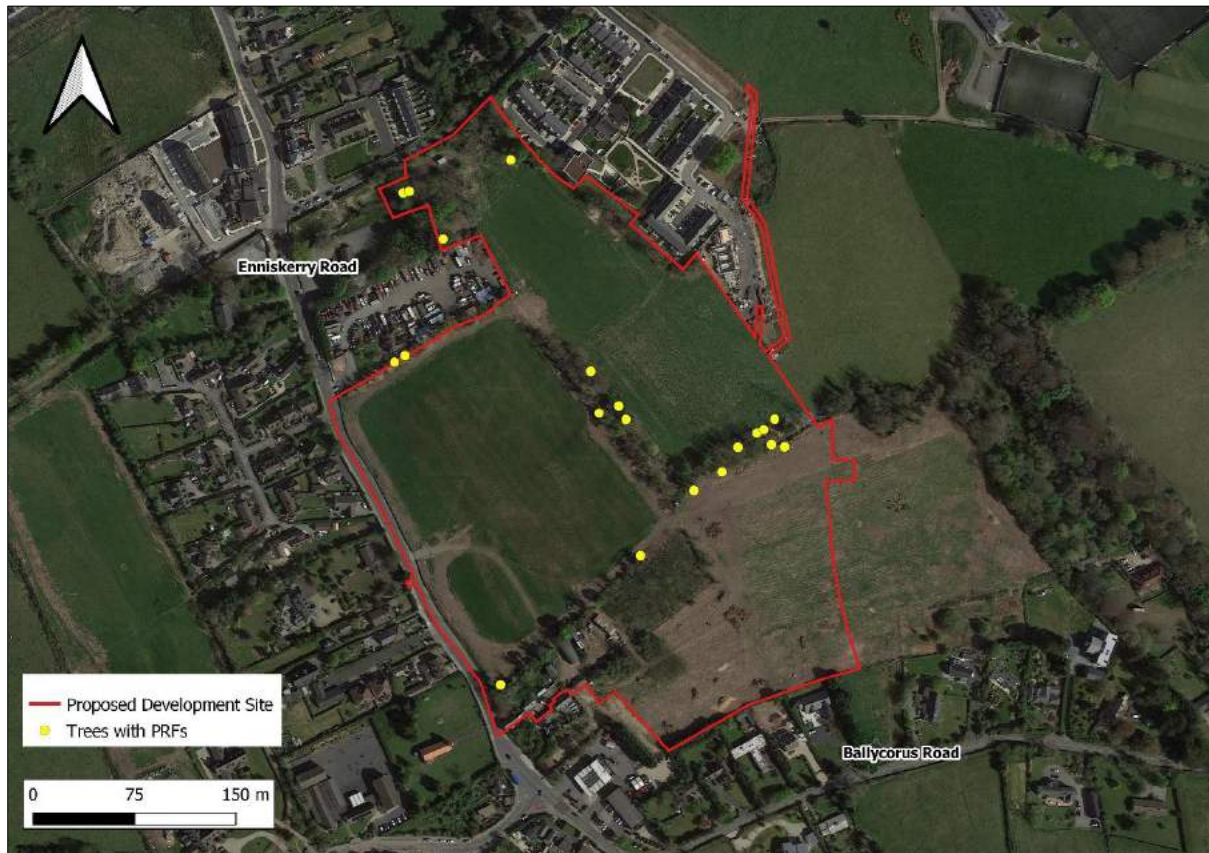 Enniskerry Road
Ballycorus Road
Proposed Development Site
Trees with PRFs
0 75 150 m